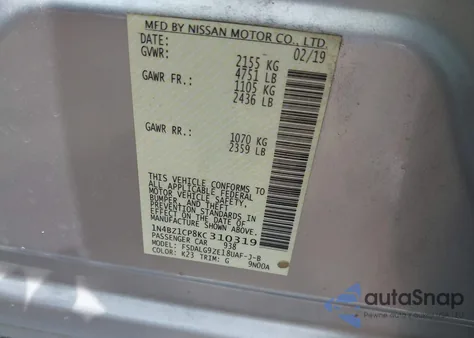 MFD BY NISSAN MOTOR CO., LTD.
DATE: 02/19
GVWR: 2155 KG
4751 LB
GAWR FR.: 1105 KG
2436 LB
GAWR RR.: 1070 KG
2359 LB
THIS VEHICLE CONFORMS TO
ALL APPLICABLE FEDERAL
MOTOR VEHICLE SAFETY,
BUMPER, AND THEFT
PREVENTION STANDARDS
IN EFFECT ON THE DATE OF
MANUFACTURE SHOWN ABOVE.
1N4BZ1CP8KC310319
PASSENGER CAR 938
MODEL: FSDALG92E18UAF-J-B
COLOR: K23 TRIM: G 9N00A
autoSnap